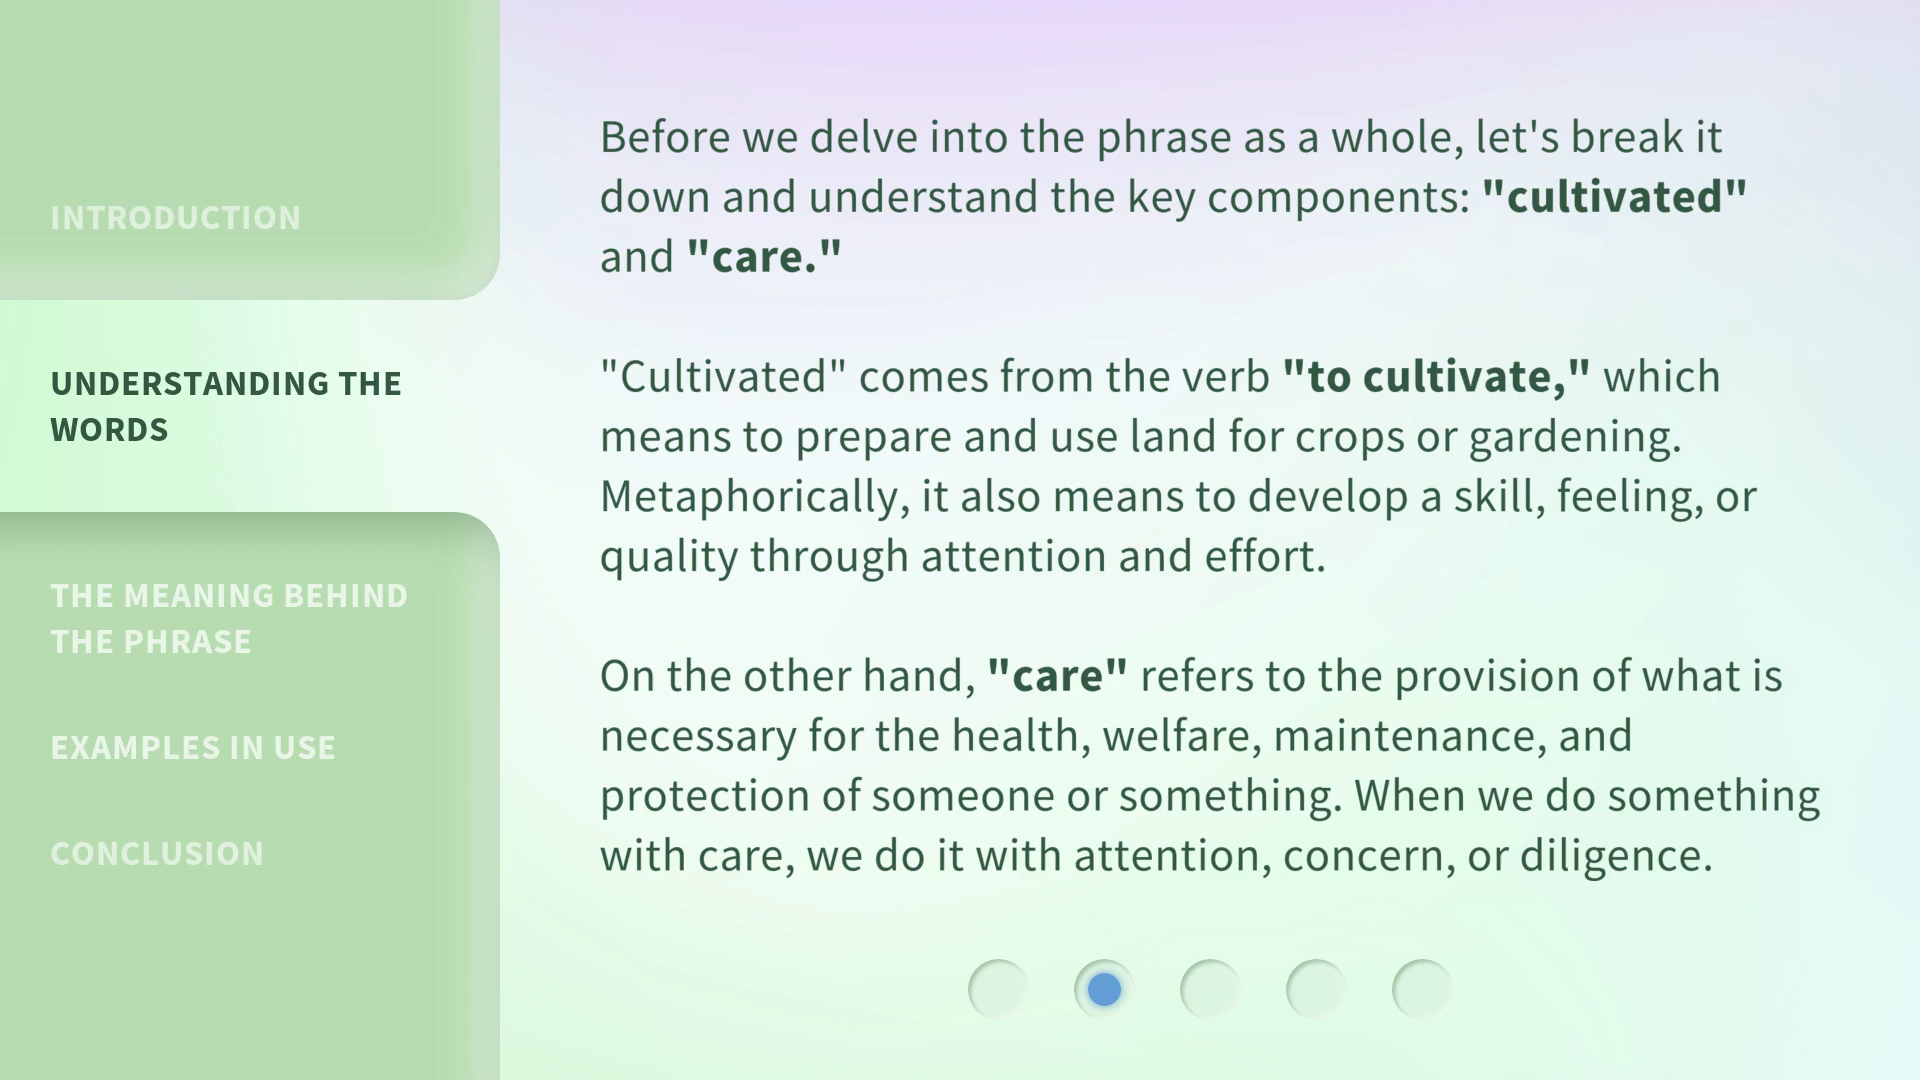 INTRODUCTION
UNDERSTANDING THE
WORDS
THE MEANING BEHIND
THE PHRASE
EXAMPLES IN USE
CONCLUSION
Before we delve into the phrase as a whole, let's break it
down and understand the key components: "cultivated"
and "care."
"Cultivated" comes from the verb "to cultivate," which
means to prepare and use land for crops or gardening.
Metaphorically, it also means to develop a skill, feeling, or
quality through attention and effort.
On the other hand, "care" refers to the provision of what is
necessary for the health, welfare, maintenance, and
protection of someone or something. When we do something
with care, we do it with attention, concern, or diligence.